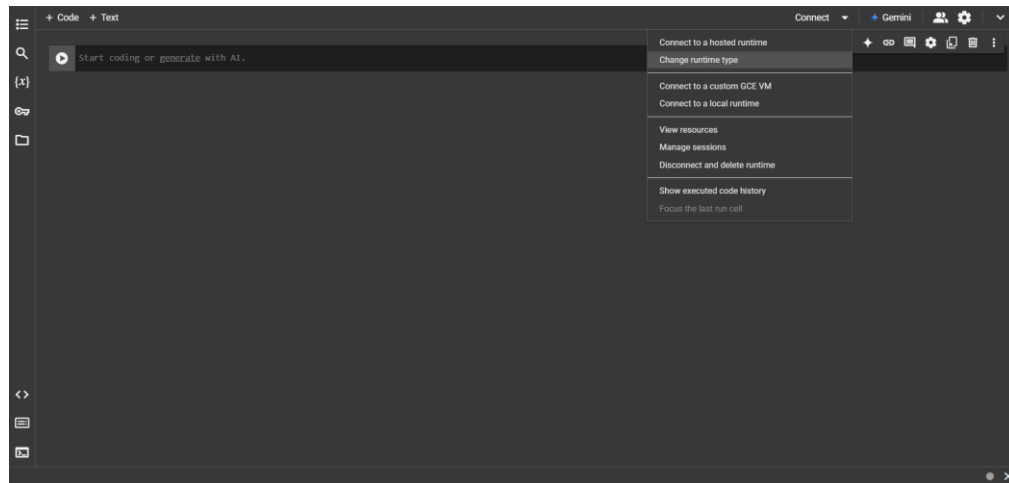 + Code + Text
Connect
Gemini
Start coding or generate with AI.
{x}
Connect to a hosted runtime
Change runtime type
Connect to a custom GCE VM
Connect to a local runtime
View resources
Manage sessions
Disconnect and delete runtime
Show executed code history
Focus the last run cell